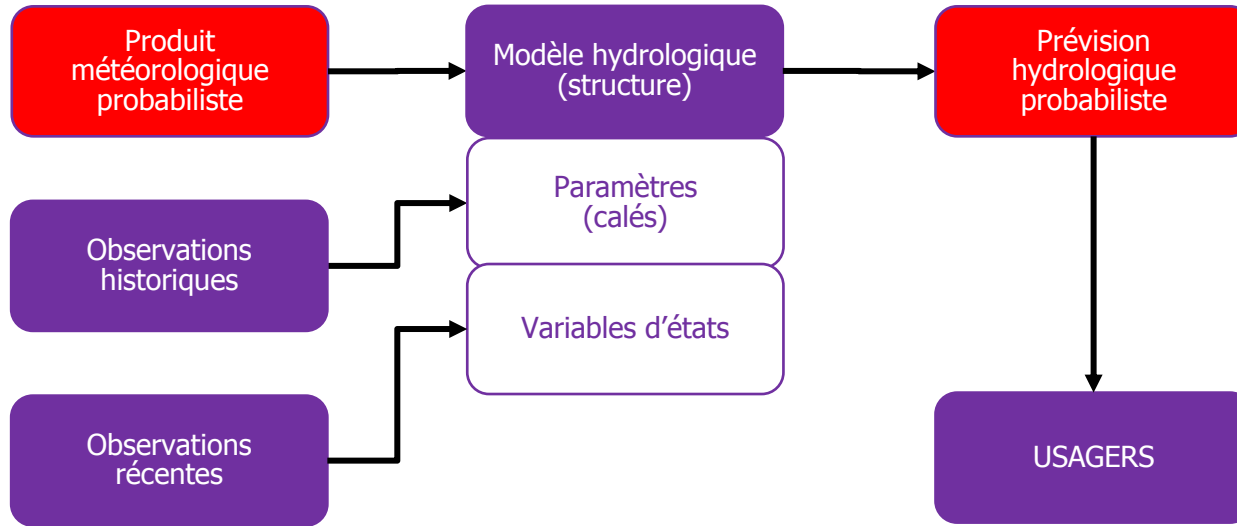 Produit
météorologique
probabiliste
Modèle hydrologique
(structure)
Prévision
hydrologique
probabiliste
Paramètres
(calés)
Observations
historiques
Variables d’états
Observations
récentes
USAGERS